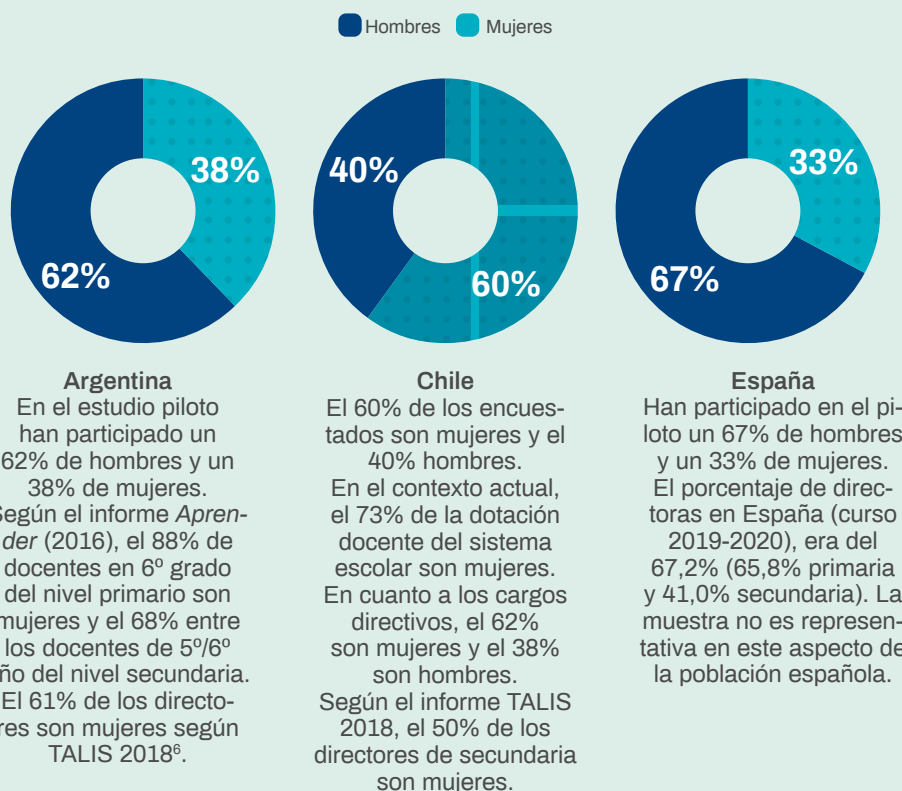 Hombres Mujeres
38%
62%
40%
60%
33%
67%
Argentina
En el estudio piloto
han participado un
62% de hombres y un
38% de mujeres.
Según el informe Apren-
der (2016), el 88% de
docentes en 6º grado
del nivel primario son
mujeres y el 68% entre
los docentes de 5º/6º
año del nivel secundaria.
El 61% de los directo-
res son mujeres según
TALIS 2018⁶.
Chile
El 60% de los encues-
tados son mujeres y el
40% hombres.
En el contexto actual,
el 73% de la dotación
docente del sistema
escolar son mujeres.
En cuanto a los cargos
directivos, el 62%
son mujeres y el 38%
son hombres.
Según el informe TALIS
2018, el 50% de los
directores de secundaria
son mujeres.
España
Han participado en el pi-
loto un 67% de hombres
y un 33% de mujeres.
El porcentaje de direc-
toras en España (curso
2019-2020), era del
67,2% (65,8% primaria
y 41,0% secundaria). La
muestra no es represen-
tativa en este aspecto de
la población española.